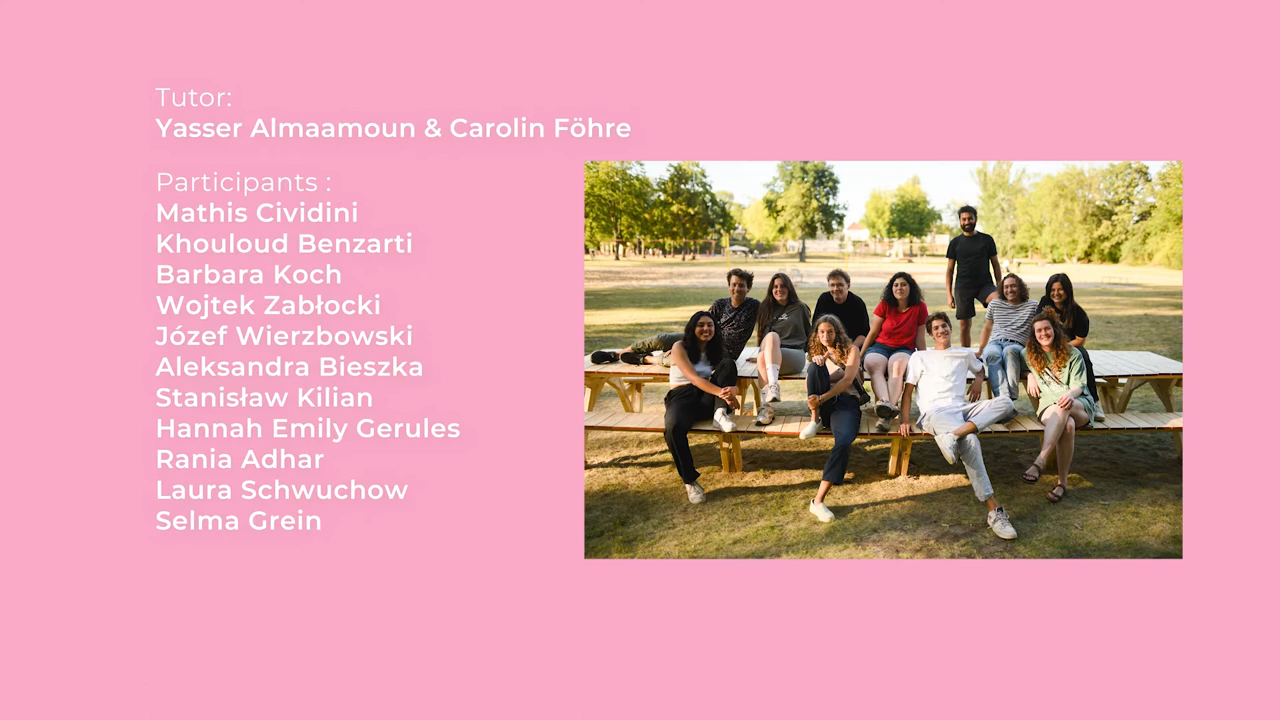 Tutor:
Yasser Almaamoun & Carolin Föhre
Participants :
Mathis Cividini
Khouloud Benzarti
Barbara Koch
Wojtek Zabłocki
Józef Wierzbowski
Aleksandra Bieszka
Stanisław Kilian
Hannah Emily Gerules
Rania Adhar
Laura Schwuchow
Selma Grein